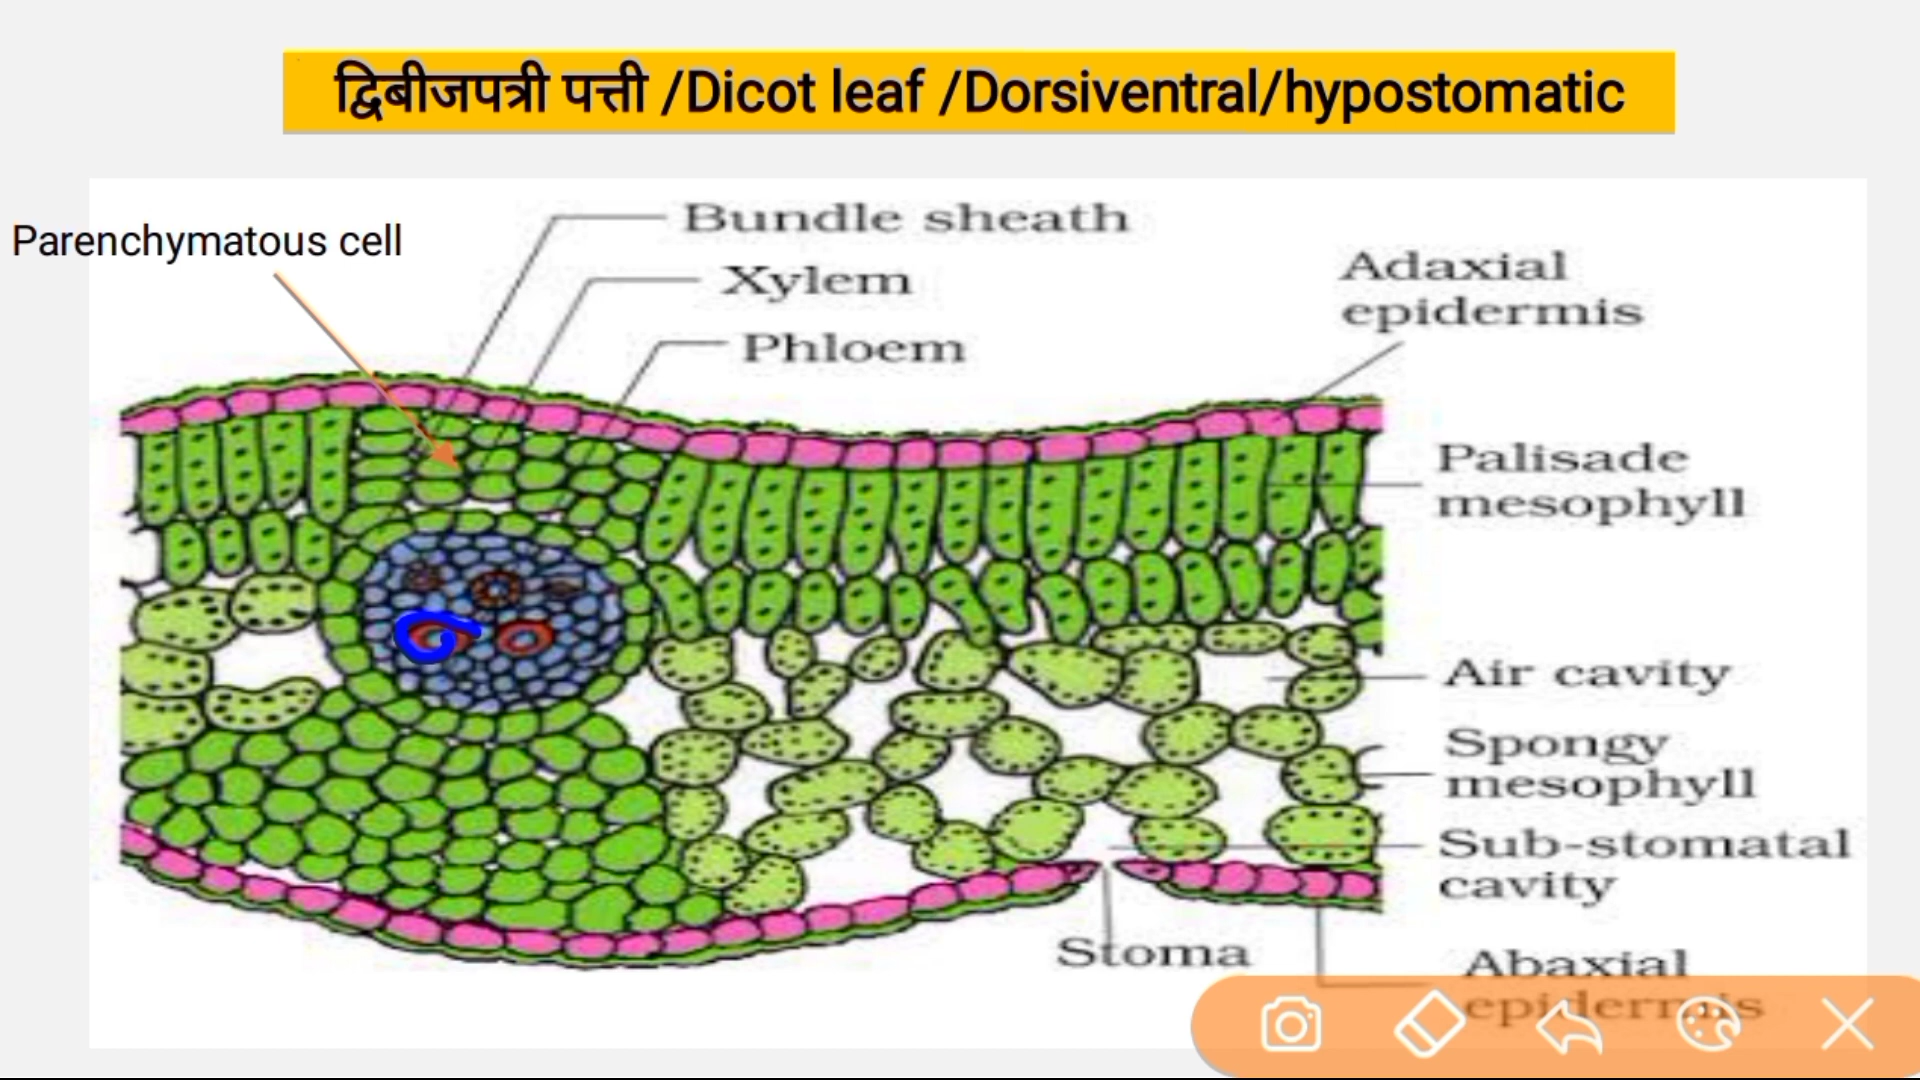 द्विबीजपत्री पत्ती /Dicot leaf /Dorsiventral/hypostomatic
Bundle sheath
Parenchymatous cell
Xylem
Adaxial
epidermis
Phloem
Palisade
mesophyll
Air cavity
Spongy
mesophyll
Sub-stomatal
cavity
Stoma
Abaxial
epidermis